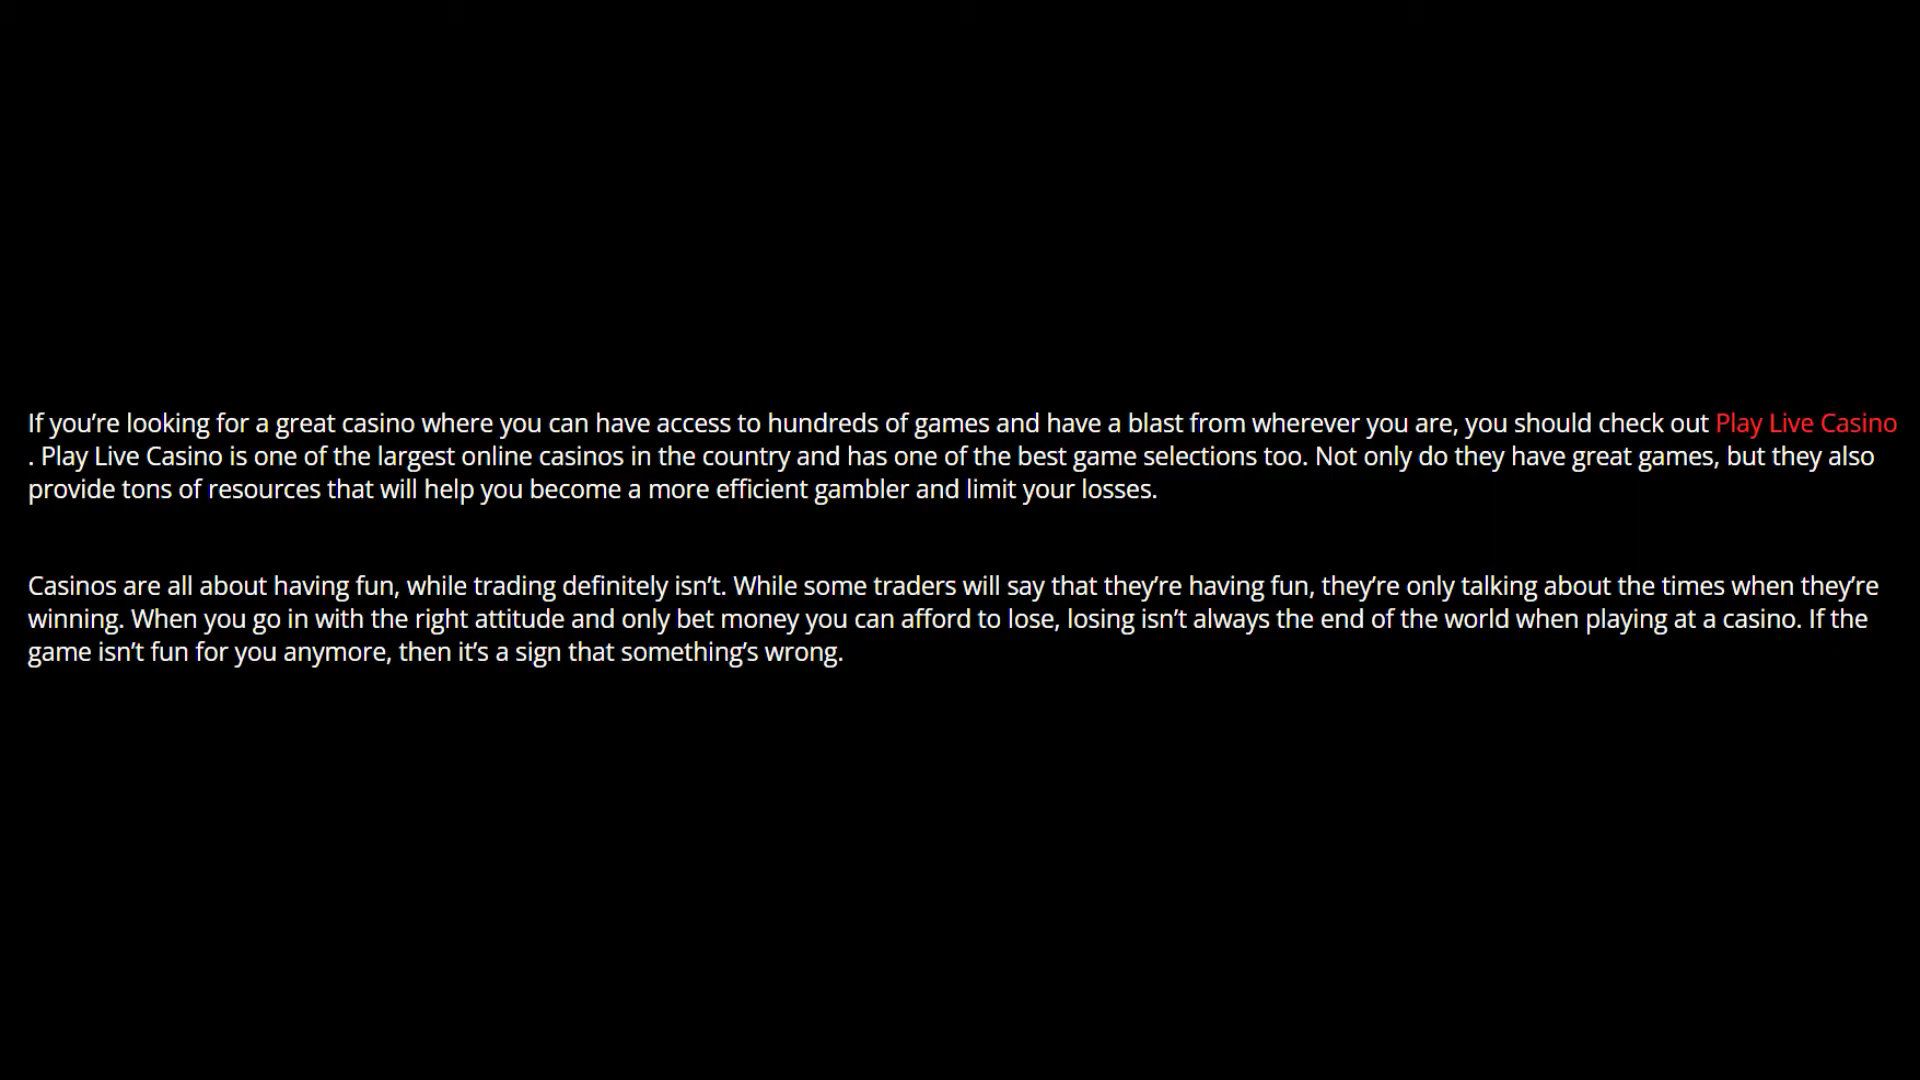 If you’re looking for a great casino where you can have access to hundreds of games and have a blast from wherever you are, you should check out Play Live Casino
. Play Live Casino is one of the largest online casinos in the country and has one of the best game selections too. Not only do they have great games, but they also
provide tons of resources that will help you become a more efficient gambler and limit your losses.
Casinos are all about having fun, while trading definitely isn’t. While some traders will say that they’re having fun, they’re only talking about the times when they’re
winning. When you go in with the right attitude and only bet money you can afford to lose, losing isn’t always the end of the world when playing at a casino. If the
game isn’t fun for you anymore, then it’s a sign that something’s wrong.